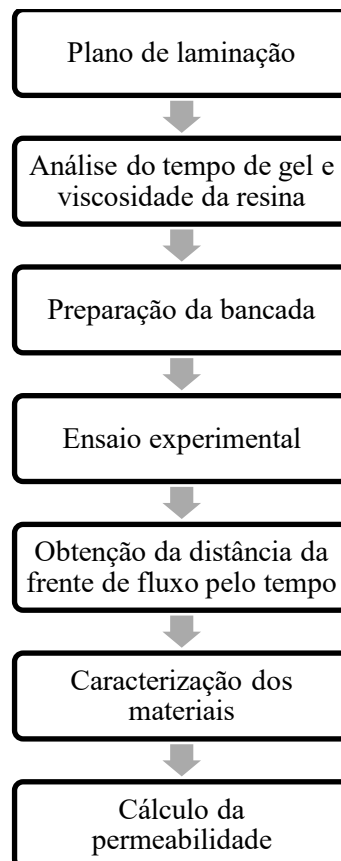 Plano de laminação
Análise do tempo de gel e
viscosidade da resina
Preparação da bancada
Ensaio experimental
Obtenção da distância da
frente de fluxo pelo tempo
Caracterização dos
materiais
Cálculo da
permeabilidade